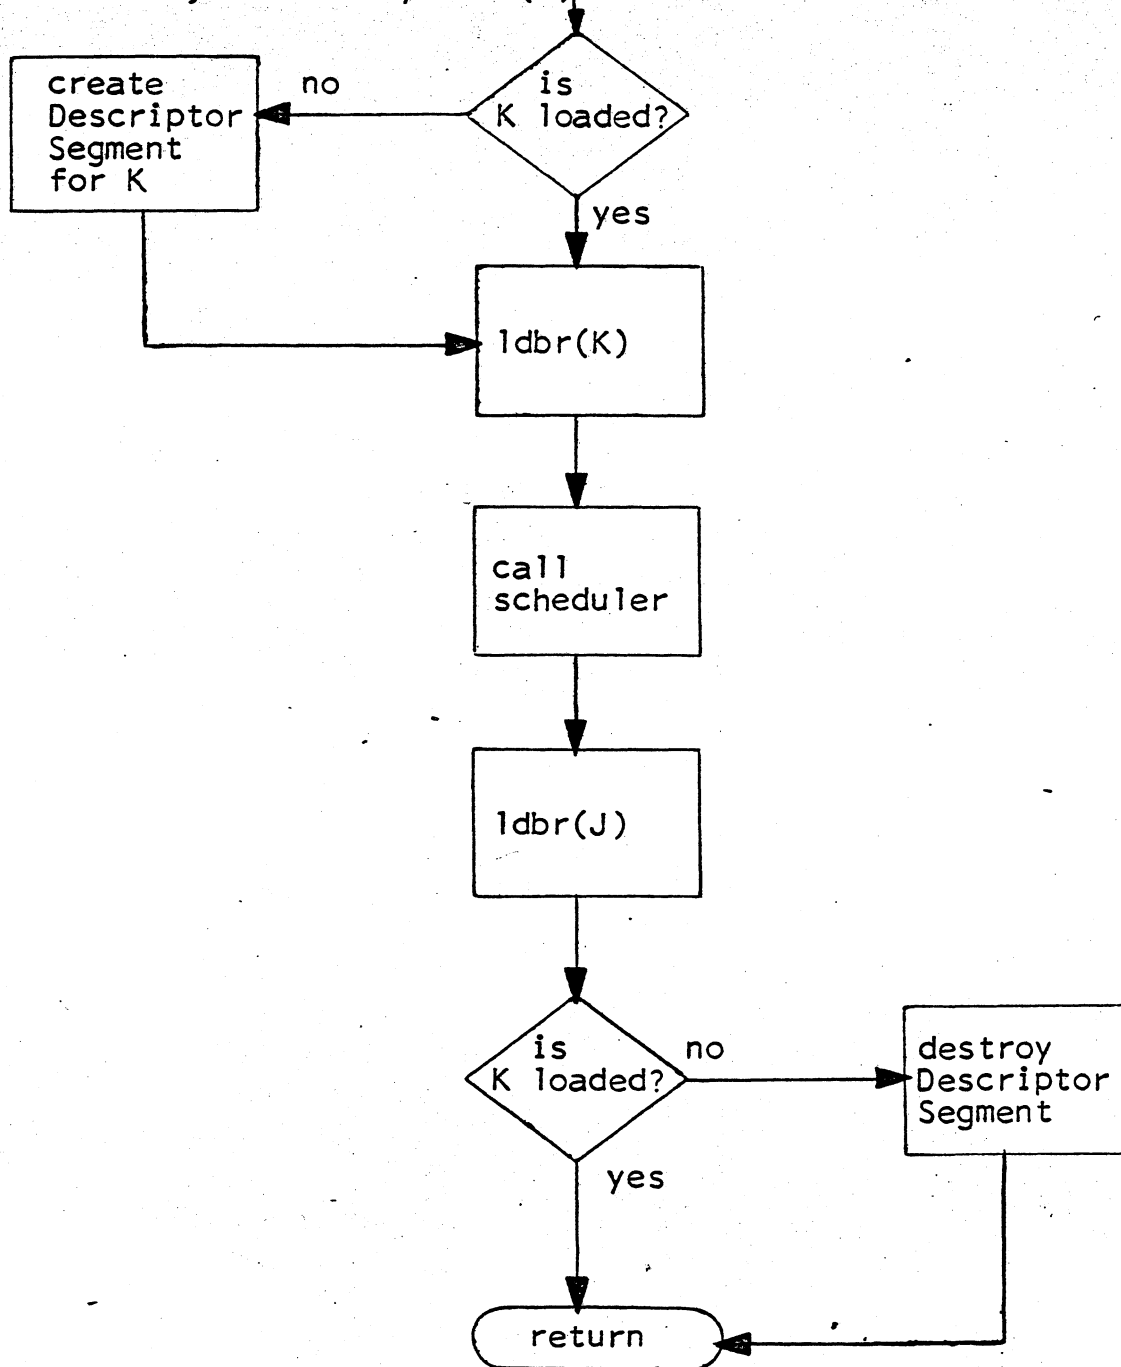 is
K loaded?
no
create
Descriptor
Segment
for K
yes
ldbr(K)
call
scheduler
ldbr(J)
is
K loaded?
no
destroy
Descriptor
Segment
yes
return